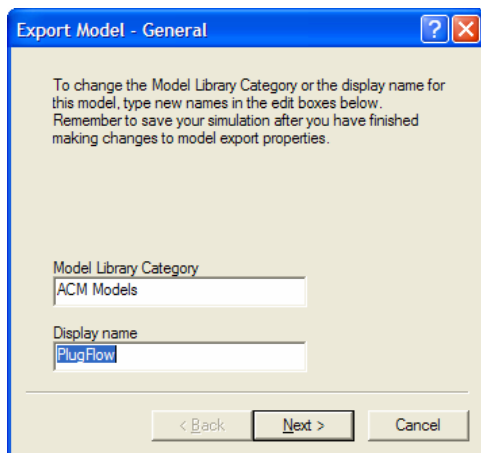 Export Model - General
To change the Model Library Category or the display name for
this model, type new names in the edit boxes below.
Remember to save your simulation after you have finished
making changes to model export properties.
Model Library Category
ACM Models
Display name
PlugFlow
< Back
Next >
Cancel